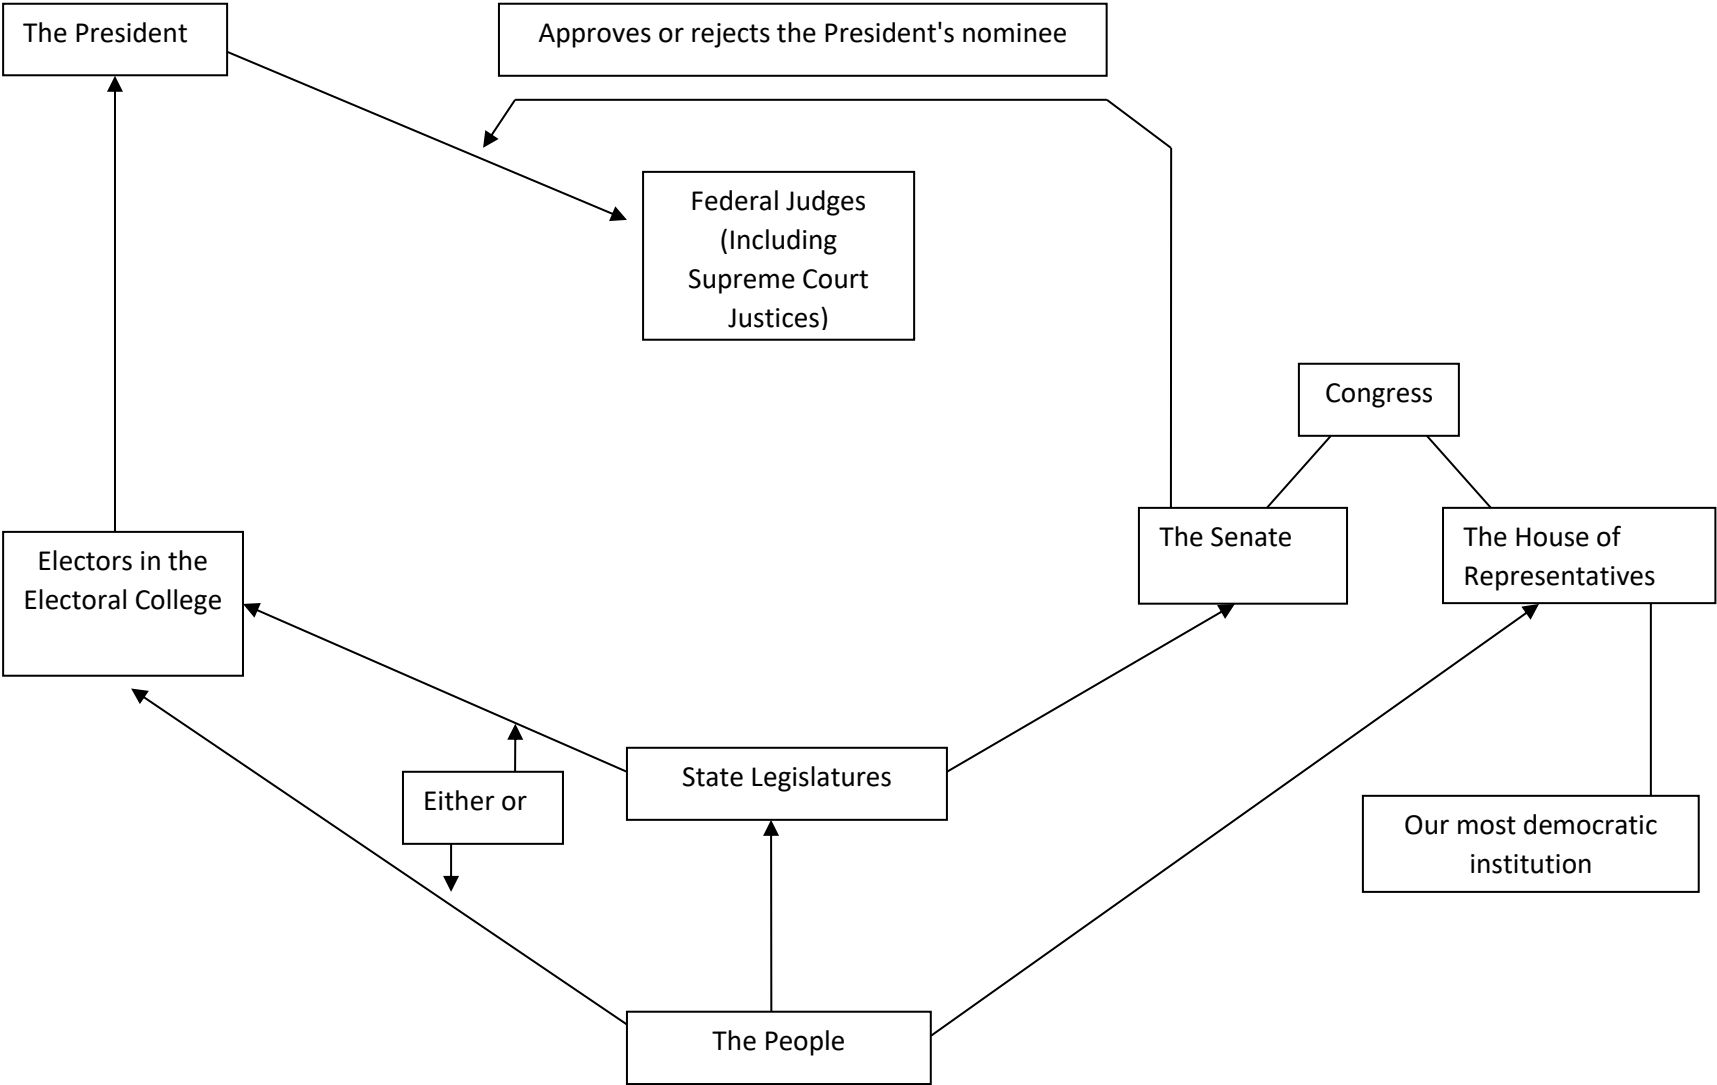 The President
Approves or rejects the President's nominee
Federal Judges
(Including
Supreme Court
Justices)
Congress
The Senate
The House of
Representatives
Electors in the
Electoral College
State Legislatures
Either or
Our most democratic
institution
The People